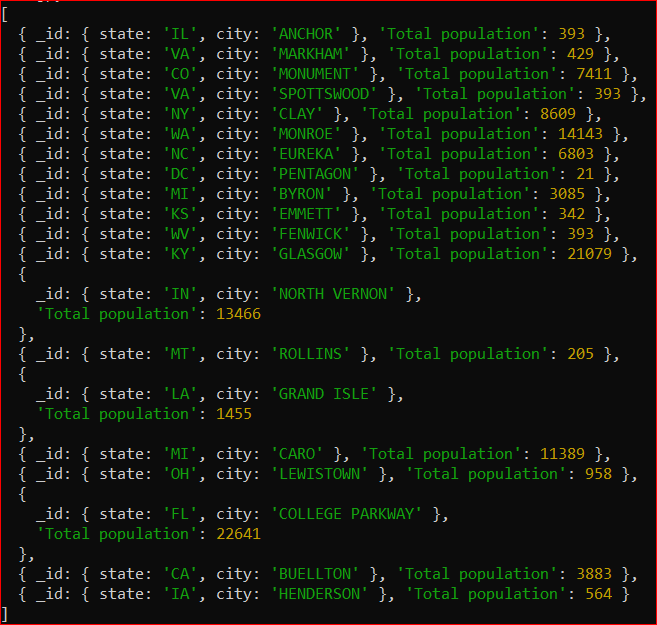 [
  { _id: { state: 'IL', city: 'ANCHOR' }, 'Total population': 393 },
  { _id: { state: 'VA', city: 'MARKHAM' }, 'Total population': 429 },
  { _id: { state: 'CO', city: 'MONUMENT' }, 'Total population': 7411 },
  { _id: { state: 'VA', city: 'SPOTTSWOOD' }, 'Total population': 393 },
  { _id: { state: 'NY', city: 'CLAY' }, 'Total population': 8609 },
  { _id: { state: 'WA', city: 'MONROE' }, 'Total population': 14143 },
  { _id: { state: 'NC', city: 'EUREKA' }, 'Total population': 6803 },
  { _id: { state: 'DC', city: 'PENTAGON' }, 'Total population': 21 },
  { _id: { state: 'MI', city: 'BYRON' }, 'Total population': 3085 },
  { _id: { state: 'KS', city: 'EMMETT' }, 'Total population': 342 },
  { _id: { state: 'WV', city: 'FENWICK' }, 'Total population': 393 },
  { _id: { state: 'KY', city: 'GLASGOW' }, 'Total population': 21079 },
  {
    _id: { state: 'IN', city: 'NORTH VERNON' },
    'Total population': 13466
  },
  { _id: { state: 'MT', city: 'ROLLINS' }, 'Total population': 205 },
  {
    _id: { state: 'LA', city: 'GRAND ISLE' },
    'Total population': 1455
  },
  { _id: { state: 'MI', city: 'CARO' }, 'Total population': 11389 },
  { _id: { state: 'OH', city: 'LEWISTOWN' }, 'Total population': 958 },
  {
    _id: { state: 'FL', city: 'COLLEGE PARKWAY' },
    'Total population': 22641
  },
  { _id: { state: 'CA', city: 'BUELLTON' }, 'Total population': 3883 },
  { _id: { state: 'IA', city: 'HENDERSON' }, 'Total population': 564 }
]